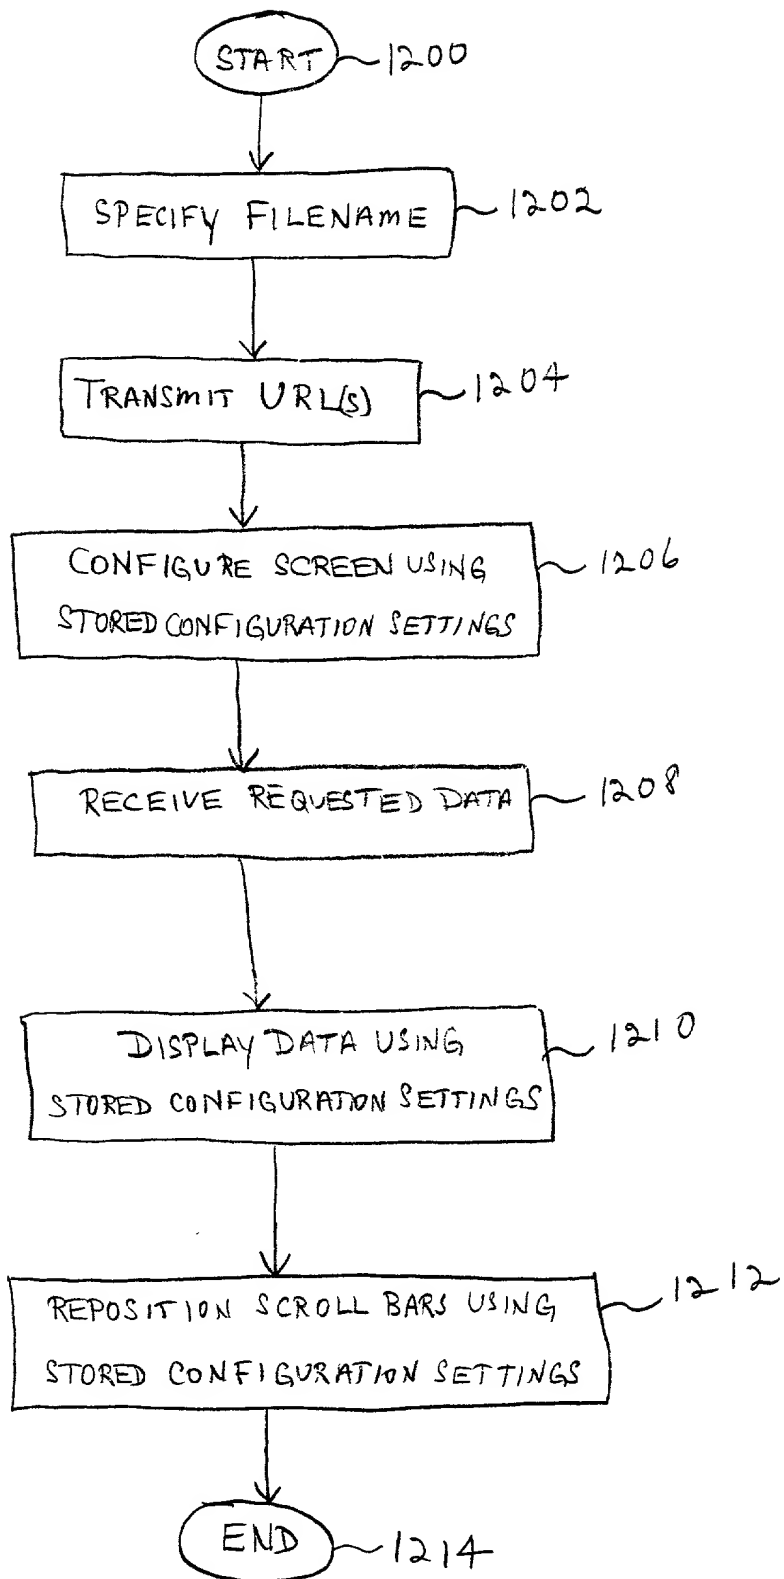 START 1200
SPECIFY FILENAME 1202
TRANSMIT URL(S) 1204
CONFIGURE SCREEN USING 1206
STORED CONFIGURATION SETTINGS
RECEIVE REQUESTED DATA 1208
DISPLAY DATA USING 1210
STORED CONFIGURATION SETTINGS
REPOSITION SCROLL BARS USING 1212
STORED CONFIGURATION SETTINGS
END 1214